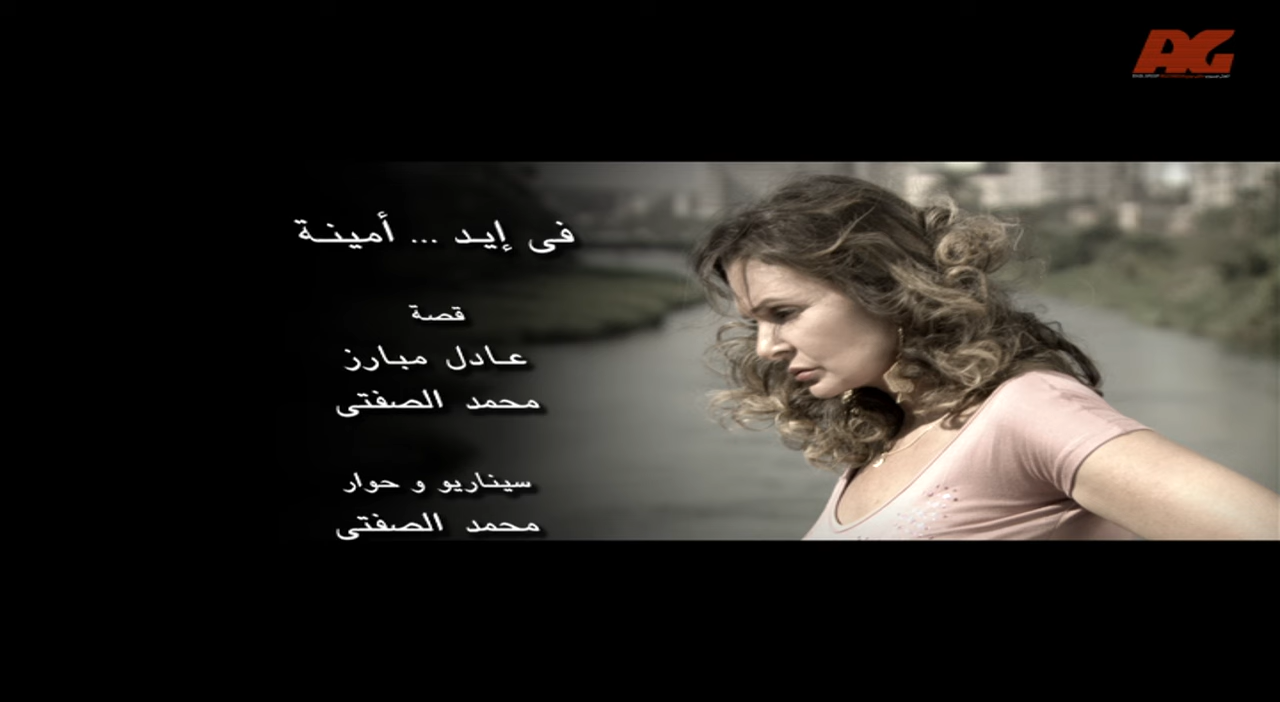 AG
فى إيد ... أمينة
قصة
عادل مبارز
محمد الصفتى
سيناريو و حوار
محمد الصفتى